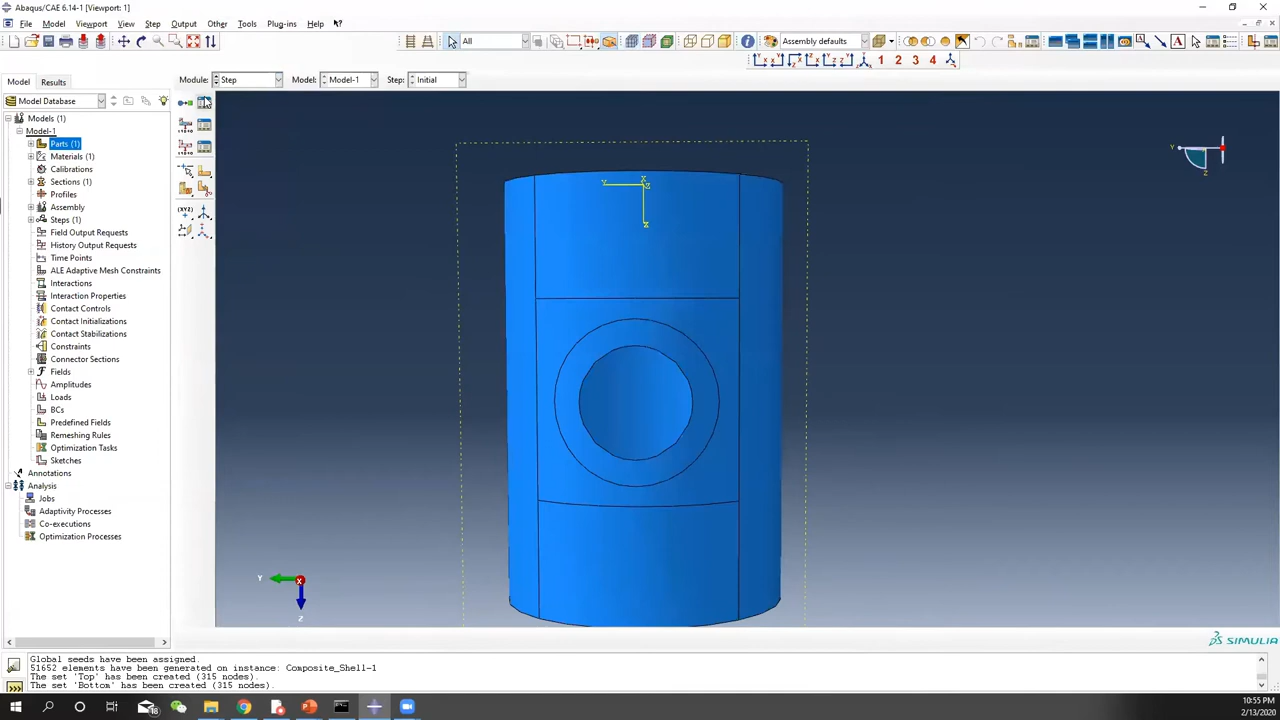 Abaqus/CAE 6.14-1 [Viewport: 1]
File Model Viewport View Step Output Other Tools Plug-ins Help
All
Assembly defaults
1 2 3 4
Model Results
Module: Step Model: Model-1 Step: Initial
Model Database
Models (1)
Model-1
Parts (1)
Materials (1)
Calibrations
Sections (1)
Profiles
Assembly
Steps (1)
Field Output Requests
History Output Requests
Time Points
ALE Adaptive Mesh Constraints
Interactions
Interaction Properties
Contact Controls
Contact Initializations
Contact Stabilizations
Constraints
Connector Sections
Fields
Amplitudes
Loads
BCs
Predefined Fields
Remeshing Rules
Optimization Tasks
Sketches
Annotations
Analysis
Jobs
Adaptivity Processes
Co-executions
Optimization Processes
Y
Z
X
Y
Z
X
Y
X
Z
SIMULIA
Global seeds have been assigned.
51652 elements have been generated on instance: Composite_Shell-1
The set 'Top' has been created (315 nodes).
The set 'Bottom' has been created (315 nodes).
10:55 PM
2/13/2020